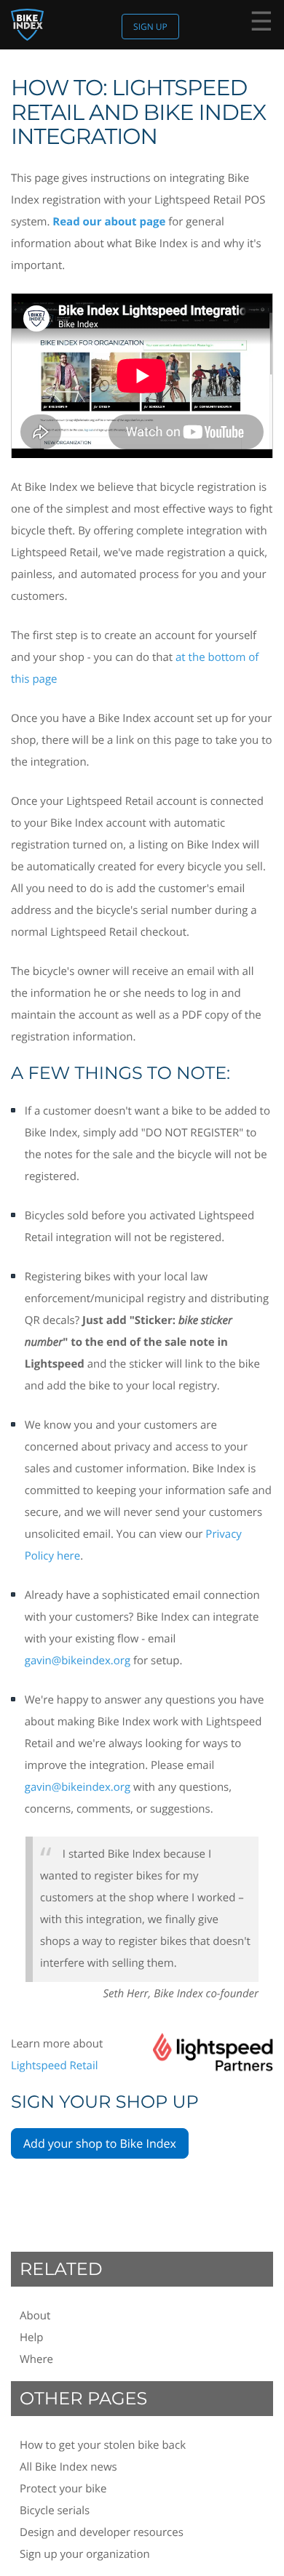 BIKE
INDEX
SIGN UP
HOW TO: LIGHTSPEED
RETAIL AND BIKE INDEX
INTEGRATION
This page gives instructions on integrating Bike
Index registration with your Lightspeed Retail POS
system. Read our about page for general
information about what Bike Index is and why it's
important.
Bike Index Lightspeed Integratio
Bike Index
BIKE INDEX FOR ORGANIZATION
Watch on YouTube
ORGANIZATION
At Bike Index we believe that bicycle registration is
one of the simplest and most effective ways to fight
bicycle theft. By offering complete integration with
Lightspeed Retail, we've made registration a quick,
painless, and automated process for you and your
customers.
The first step is to create an account for yourself
and your shop - you can do that at the bottom of
this page
Once you have a Bike Index account set up for your
shop, there will be a link on this page to take you to
the integration.
Once your Lightspeed Retail account is connected
to your Bike Index account with automatic
registration turned on, a listing on Bike Index will
be automatically created for every bicycle you sell.
All you need to do is add the customer's email
address and the bicycle's serial number during a
normal Lightspeed Retail checkout.
The bicycle's owner will receive an email with all
the information he or she needs to log in and
maintain the account as well as a PDF copy of the
registration information.
A FEW THINGS TO NOTE:
If a customer doesn't want a bike to be added to
Bike Index, simply add "DO NOT REGISTER" to
the notes for the sale and the bicycle will not be
registered.
Bicycles sold before you activated Lightspeed
Retail integration will not be registered.
Registering bikes with your local law
enforcement/municipal registry and distributing
QR decals? Just add "Sticker: bike sticker
number" to the end of the sale note in
Lightspeed and the sticker will link to the bike
and add the bike to your local registry.
We know you and your customers are
concerned about privacy and access to your
sales and customer information. Bike Index is
committed to keeping your information safe and
secure, and we will never send your customers
unsolicited email. You can view our Privacy
Policy here.
Already have a sophisticated email connection
with your customers? Bike Index can integrate
with your existing flow - email
gavin@bikeindex.org for setup.
We're happy to answer any questions you have
about making Bike Index work with Lightspeed
Retail and we're always looking for ways to
improve the integration. Please email
gavin@bikeindex.org with any questions,
concerns, comments, or suggestions.
“ I started Bike Index because I
wanted to register bikes for my
customers at the shop where I worked –
with this integration, we finally give
shops a way to register bikes that doesn't
interfere with selling them.
Seth Herr, Bike Index co-founder
Learn more about
Lightspeed Retail
lightspeed
Partners
SIGN YOUR SHOP UP
Add your shop to Bike Index
RELATED
About
Help
Where
OTHER PAGES
How to get your stolen bike back
All Bike Index news
Protect your bike
Bicycle serials
Design and developer resources
Sign up your organization